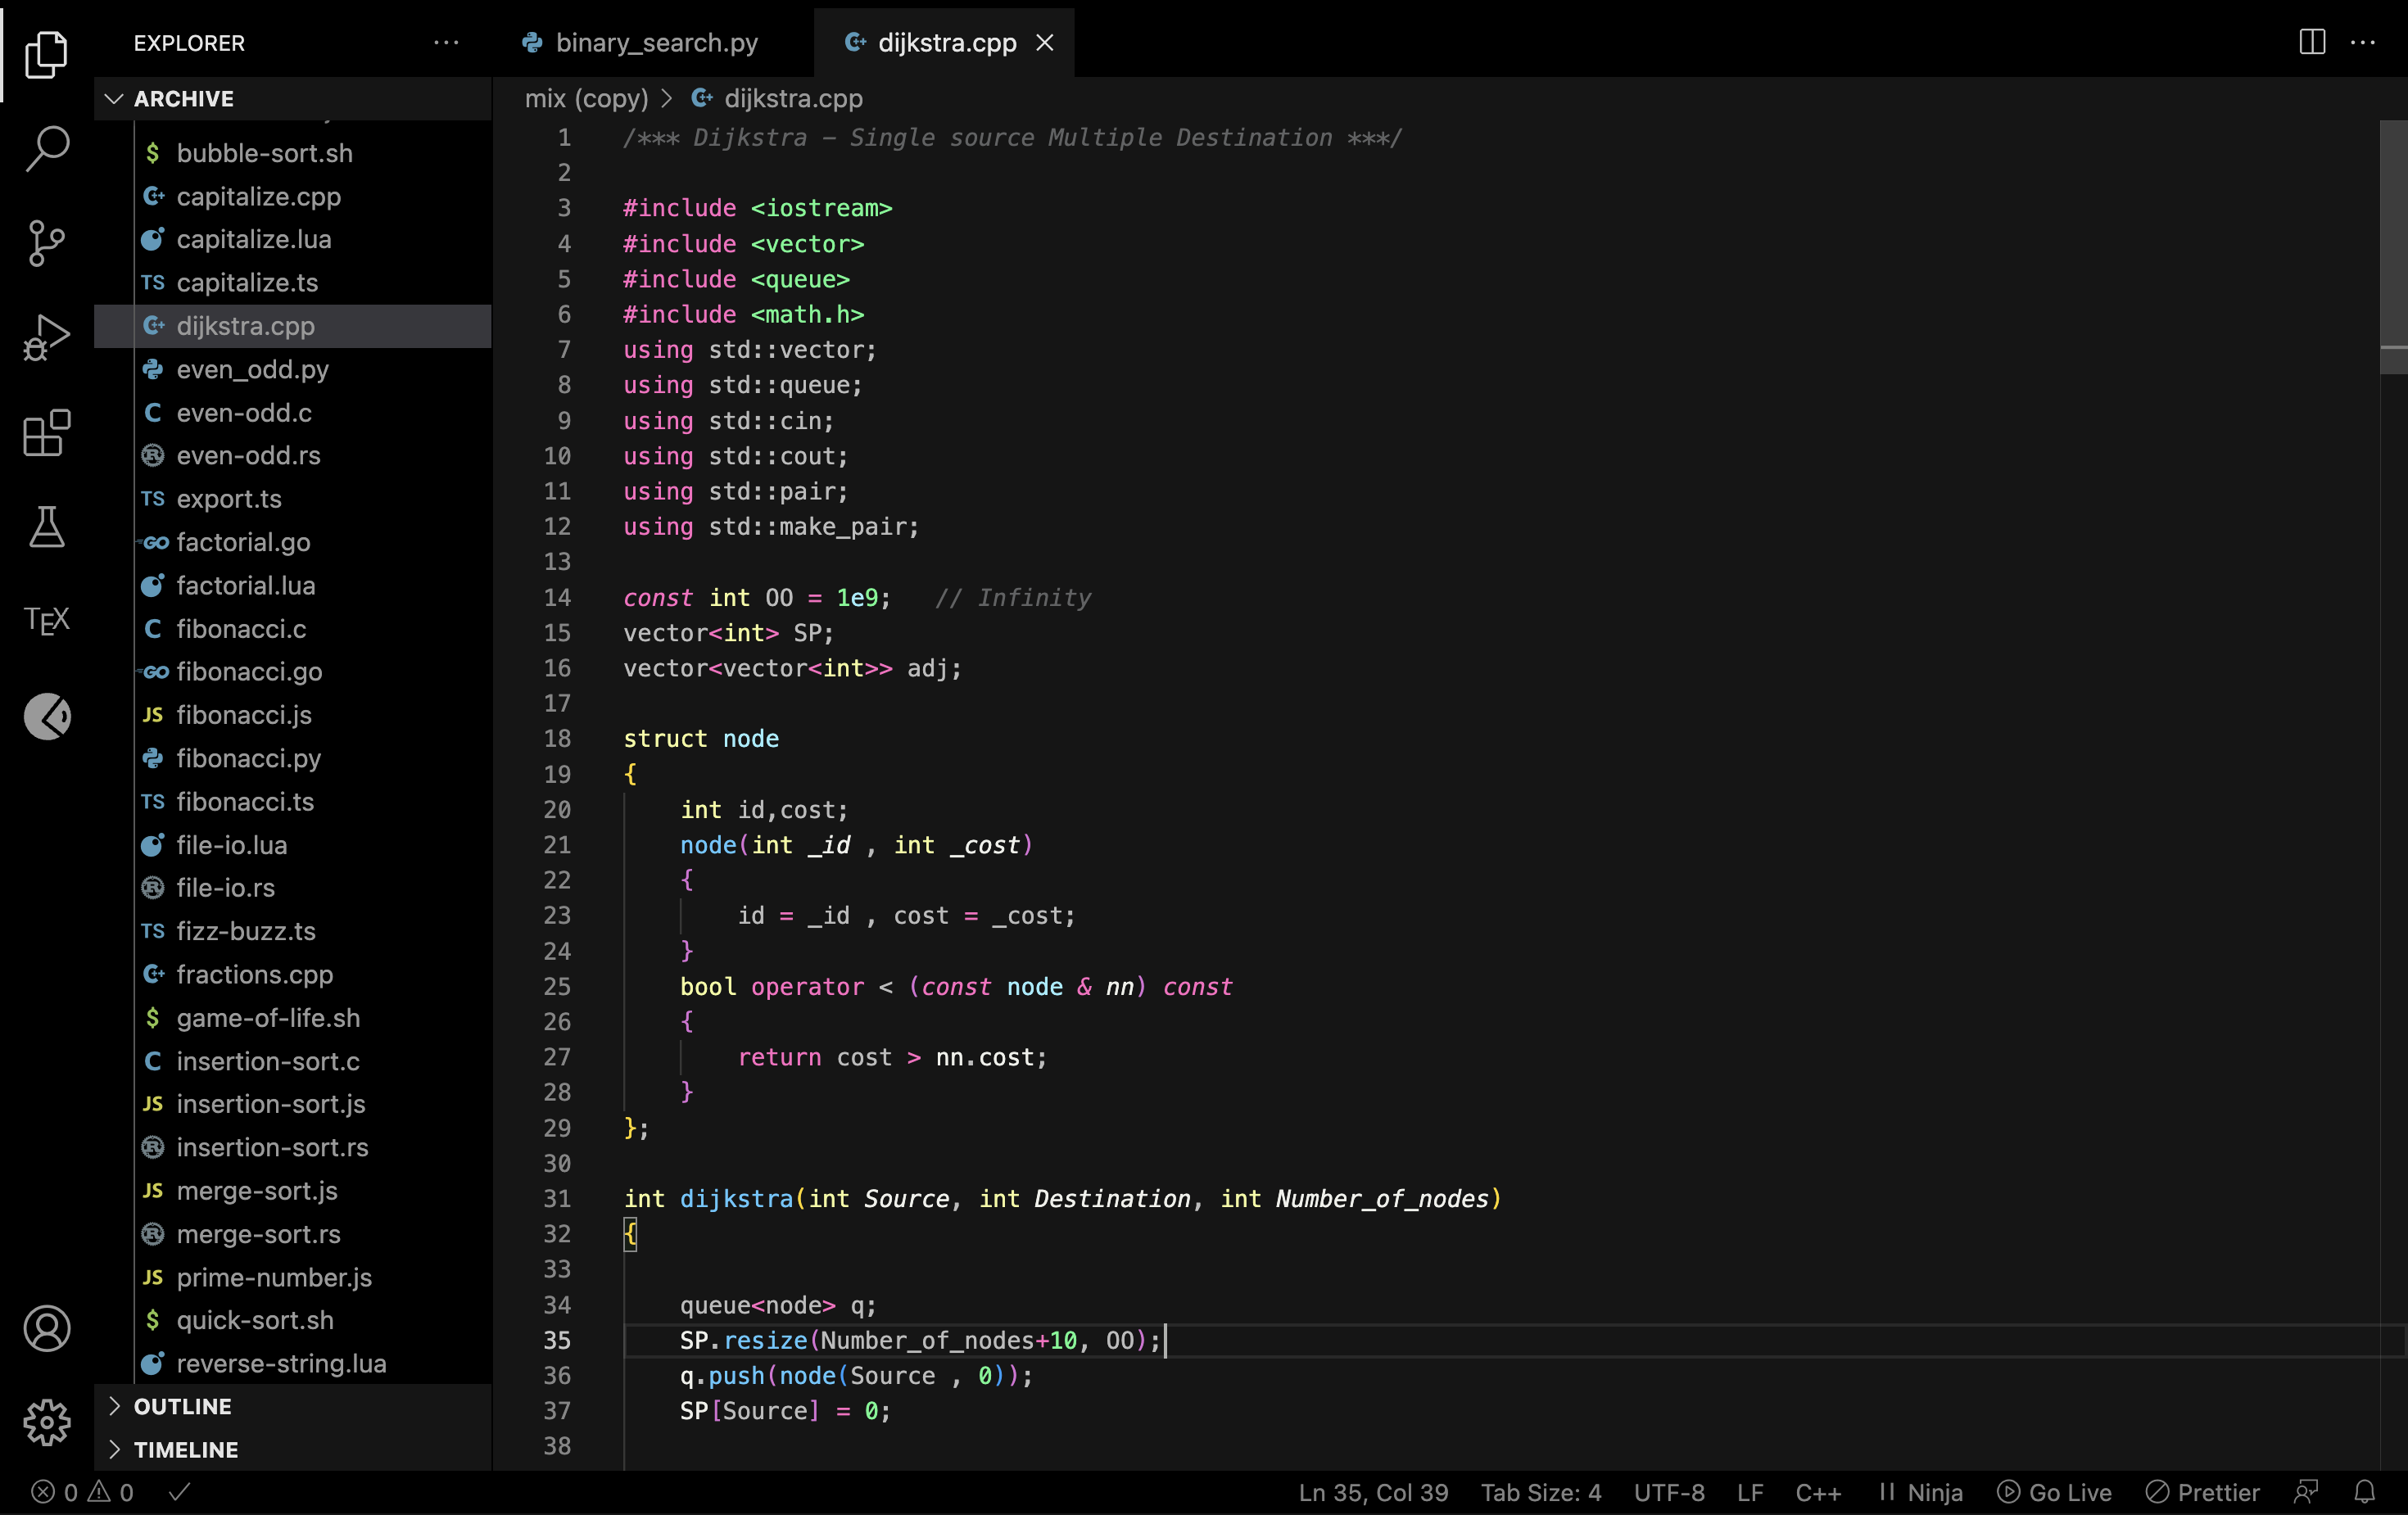 EXPLORER
binary_search.py
dijkstra.cpp
ARCHIVE
bubble-sort.sh
capitalize.cpp
capitalize.lua
TS capitalize.ts
dijkstra.cpp
even_odd.py
C even-odd.c
even-odd.rs
TS export.ts
GO factorial.go
factorial.lua
C fibonacci.c
GO fibonacci.go
JS fibonacci.js
fibonacci.py
TS fibonacci.ts
file-io.lua
file-io.rs
TS fizz-buzz.ts
fractions.cpp
$ game-of-life.sh
C insertion-sort.c
JS insertion-sort.js
insertion-sort.rs
JS merge-sort.js
merge-sort.rs
JS prime-number.js
$ quick-sort.sh
reverse-string.lua
OUTLINE
TIMELINE
TEX
mix (copy) > dijkstra.cpp
1 /*** Dijkstra - Single source Multiple Destination ***/
2
3 #include <iostream>
4 #include <vector>
5 #include <queue>
6 #include <math.h>
7 using std::vector;
8 using std::queue;
9 using std::cin;
10 using std::cout;
11 using std::pair;
12 using std::make_pair;
13
14 const int OO = 1e9;   // Infinity
15 vector<int> SP;
16 vector<vector<int>> adj;
17
18 struct node
19 {
20     int id,cost;
21     node(int _id , int _cost)
22     {
23         id = _id , cost = _cost;
24     }
25     bool operator < (const node & nn) const
26     {
27         return cost > nn.cost;
28     }
29 };
30
31 int dijkstra(int Source, int Destination, int Number_of_nodes)
32 {
33
34     queue<node> q;
35     SP.resize(Number_of_nodes+10, OO);
36     q.push(node(Source , 0));
37     SP[Source] = 0;
38
0 0
Ln 35, Col 39
Tab Size: 4
UTF-8
LF
C++
Ninja
Go Live
Prettier